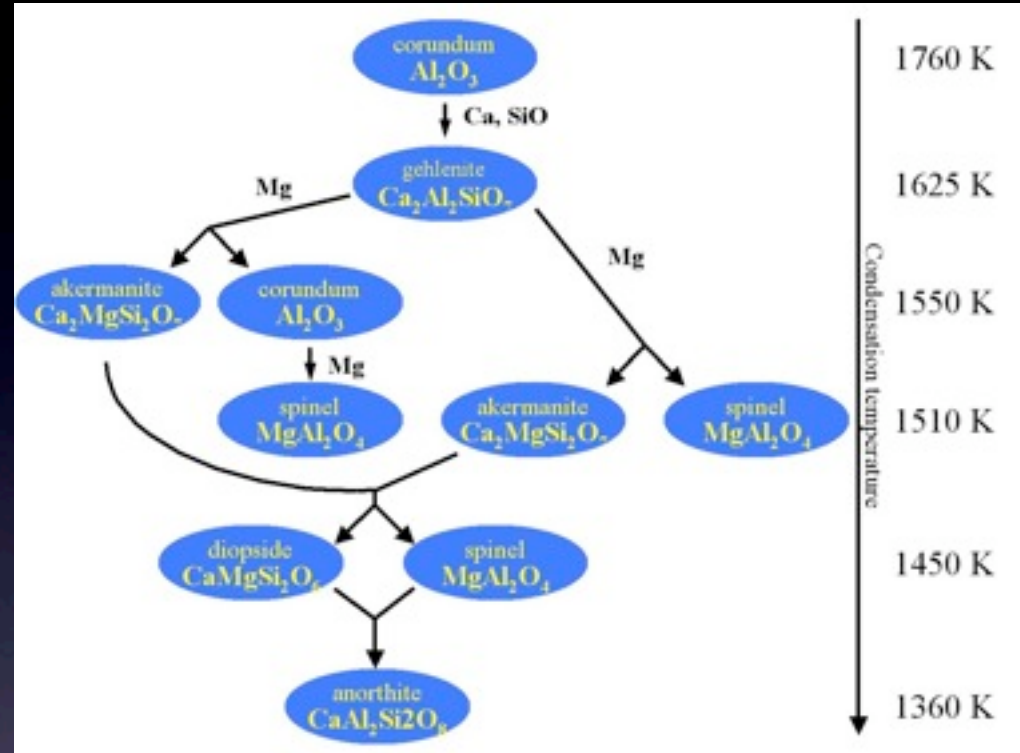 corundum
Al₂O₃
1760 K
Ca, SiO
gehlenite
Ca₂Al₂SiO₇
1625 K
Mg
Mg
akermanite
Ca₂MgSi₂O₇
corundum
Al₂O₃
1550 K
Mg
spinel
MgAl₂O₄
akermanite
Ca₂MgSi₂O₇
spinel
MgAl₂O₄
1510 K
Condensation temperature
diopside
CaMgSi₂O₆
spinel
MgAl₂O₄
1450 K
anorthite
CaAl₂Si2O₈
1360 K